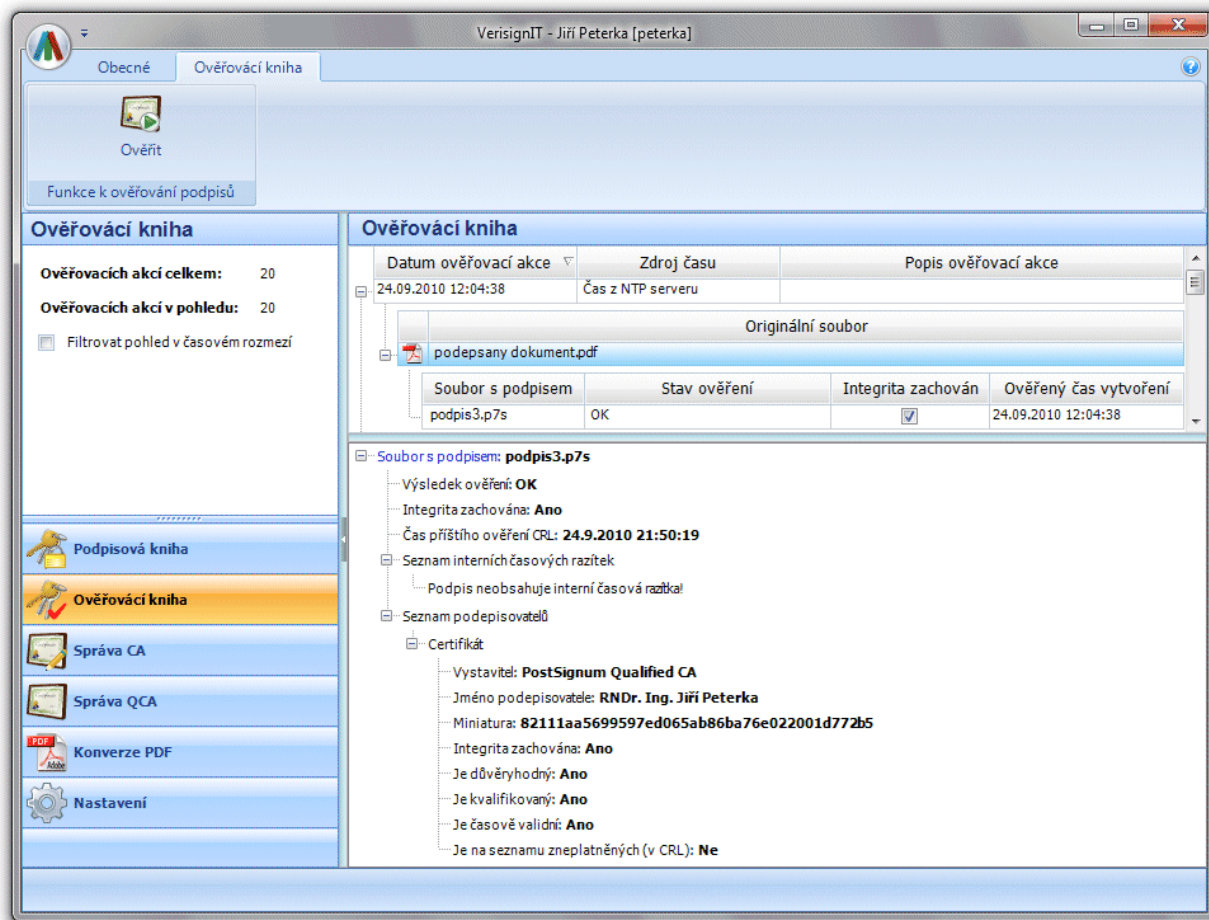 VerisignIT - Jiří Peterka [peterka]
Obecné
Ověřovácí kniha
Ověřit
Funkce k ověřování podpisů
Ověřovácí kniha
Ověřovacích akcí celkem: 20
Ověřovacích akcí v pohledu: 20
Filtrovat pohled v časovém rozmezí
Podpisová kniha
Ověřovácí kniha
Správa CA
Správa QCA
PDF
Adobe
Konverze PDF
Nastavení
Ověřovácí kniha
Datum ověřovací akce Zdroj času Popis ověřovací akce
24.09.2010 12:04:38 Čas z NTP serveru
Originální soubor
podepsany dokument.pdf
Soubor s podpisem Stav ověření Integrita zachován Ověřený čas vytvoření
podpis3.p7s OK 24.09.2010 12:04:38
Soubor s podpisem: podpis3.p7s
Výsledek ověření: OK
Integrita zachována: Ano
Čas příštího ověření CRL: 24.9.2010 21:50:19
Seznam interních časových razítek
Podpis neobsahuje interní časová razítka!
Seznam podepisovatelů
Certifikát
Vystavitel: PostSignum Qualified CA
Jméno podepisovatele: RNDr. Ing. Jiří Peterka
Miniatura: 82111aa5699597ed065ab86ba76e022001d772b5
Integrita zachována: Ano
Je důvěryhodný: Ano
Je kvalifikovaný: Ano
Je časově validní: Ano
Je na seznamu zneplatněných (v CRL): Ne